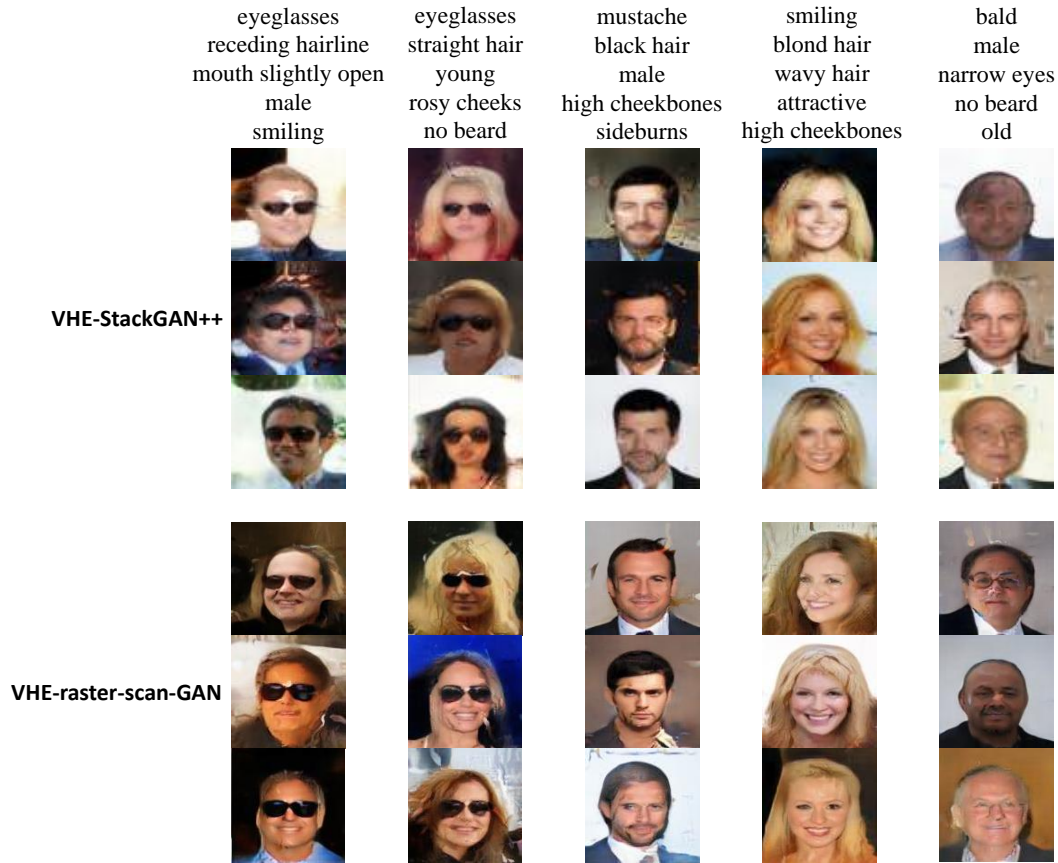 eyeglasses
receding hairline
mouth slightly open
male
smiling
eyeglasses
straight hair
young
rosy cheeks
no beard
mustache
black hair
male
high cheekbones
sideburns
smiling
blond hair
wavy hair
attractive
high cheekbones
bald
male
narrow eyes
no beard
old
VHE-StackGAN++
VHE-raster-scan-GAN